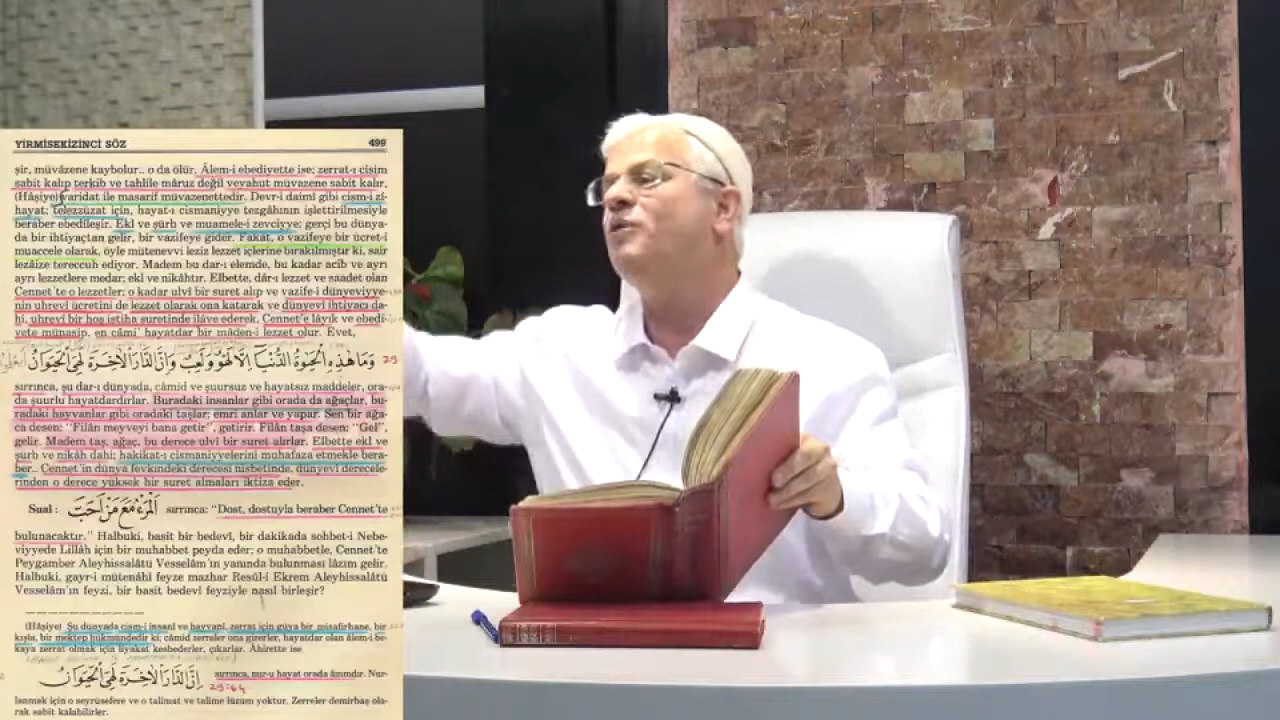 YİRMİSEKİZİNCİ SÖZ 499
şir, müvâzene kaybolur.. o da ölür. Âlem-i ebediyette ise; zerrat-ı cisim
sabit kalıp terkib ve tahlile mâruz değil veyahut müvazene sabit kalır,
(Hâşiye) varidat ile masarif müvazenettedir. Devr-i daimî gibi cism-i zî-
hayat; telezzüzat için, hayat-ı cismaniyye tezgâhının işlettirilmesiyle
beraber ebedîleşir. Ekl ve şürb ve muamele-i zevciyye; gerçi bu dünya-
da bir ihtiyaçtan gelir, bir vazifeye gider. Fakat, o vazifeye bir ücret-i
muaccele olarak, öyle mütenevvi leziz lezzet içlerine bırakılmıştır ki, sair
lezâize tereccuh ediyor. Madem bu dar-ı elemde, bu kadar acib ve ayrı
ayrı lezzetlere medar; ekl ve nikâhtır. Elbette, dâr-ı lezzet ve saadet olan
Cennet'te o lezzetler; o kadar ulvî bir suret alıp ve vazife-i dünyeviyye-
nin uhrevî ücretini de lezzet olarak ona katarak ve dünyevî ihtiyacı da-
hi, uhrevî bir hoş istiha suretinde ilâve ederek, Cennet'e lâyık ve ebedi-
yete münasip, en câmi' hayatdar bir mâden-i lezzet olur. Evet,
وَمَا هٰذِهِ الْحَيٰوةُ الدُّنْيَٓا اِلَّا لَهْوٌ وَلَعِبٌ وَاِنَّ الدَّارَ الْاٰخِرَةَ لَهِىَ الْحَيَوَانُ 29
sırrınca, şu dar-ı dünyada, câmid ve şuursuz ve hayatsız maddeler, ora-
da şuurlu hayatdardırlar. Buradaki insanlar gibi orada da ağaçlar, bu-
radaki hayvanlar gibi oradaki taşlar; emri anlar ve yapar. Sen bir ağa-
ca desen: "Filân meyveyi bana getir", getirir. Filân taşa desen: "Gel",
gelir. Madem taş, ağaç, bu derece ulvî bir suret alırlar. Elbette ekl ve
şürb ve nikâh dahi; hakikat-ı cismaniyyelerini muhafaza etmekle bera-
ber.. Cennet'in dünya fevkındeki derecesi nisbetinde, dünyevî derecele-
rinden o derece yüksek bir suret almaları iktiza eder.
Sual : اَلْمَرْءُ مَعَ مَنْ اَحَبَّ sırrınca: "Dost, dostuyla beraber Cennet'te
bulunacaktır." Halbuki, basit bir bedevî, bir dakikada sohbet-i Nebe-
viyyede Lillâh için bir muhabbet peyda eder; o muhabbetle, Cennet'te
Peygamber Aleyhissalâtü Vesselâm'ın yanında bulunması lâzım gelir.
Halbuki, gayr-i mütenâhî feyze mazhar Resûl-i Ekrem Aleyhissalâtü
Vesselâm'ın feyzi, bir basit bedevî feyziyle nasıl birleşir?
(Hâşiye) Şu dünyada cism-i insanî ve hayvanî, zerrat için güya bir misafirhane, bir
kışla, bir mektep hükmündedir ki; câmid zerreler ona girerler, hayatdar olan âlem-i be-
kaya zerrat olmak için liyakat kesbederler, çıkarlar. Âhirette ise
اِنَّ الدَّارَ الْاٰخِرَةَ لَهِىَ الْحَيَوَانُ sırrınca, nur-u hayat orada âmmdır. Nur-
29:64
lanmak için o seyrüsefere ve o talimat ve talime lüzum yoktur. Zerreler demirbaş ola-
rak sabit kalabilirler.